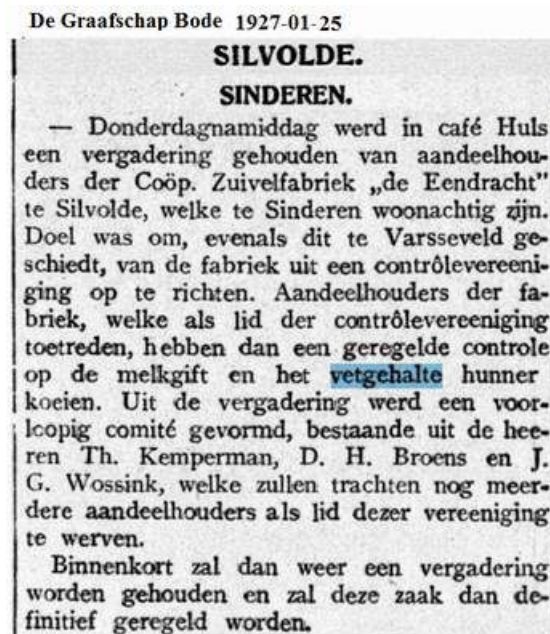 De Graafschap Bode 1927-01-25
SILVOLDE.
SINDEREN.
— Donderdagnamiddag werd in café Huls
een vergadering gehouden van aandeelhou-
ders der Coöp. Zuivelfabriek „de Eendracht"
te Silvolde, welke te Sinderen woonachtig zijn.
Doel was om, evenals dit te Varsseveld ge-
schiedt, van de fabriek uit een contrôlevereeni-
ging op te richten. Aandeelhouders der fa-
briek, welke als lid der contrôlevereeniging
toetreden, hebben dan een geregelde controle
op de melkgift en het vetgehalte hunner
koeien. Uit de vergadering werd een voor-
loopig comité gevormd, bestaande uit de hee-
ren Th. Kemperman, D. H. Broens en J.
G. Wossink, welke zullen trachten nog meer-
dere aandeelhouders als lid dezer vereeniging
te werven.
Binnenkort zal dan weer een vergadering
worden gehouden en zal deze zaak dan de-
finitief geregeld worden.